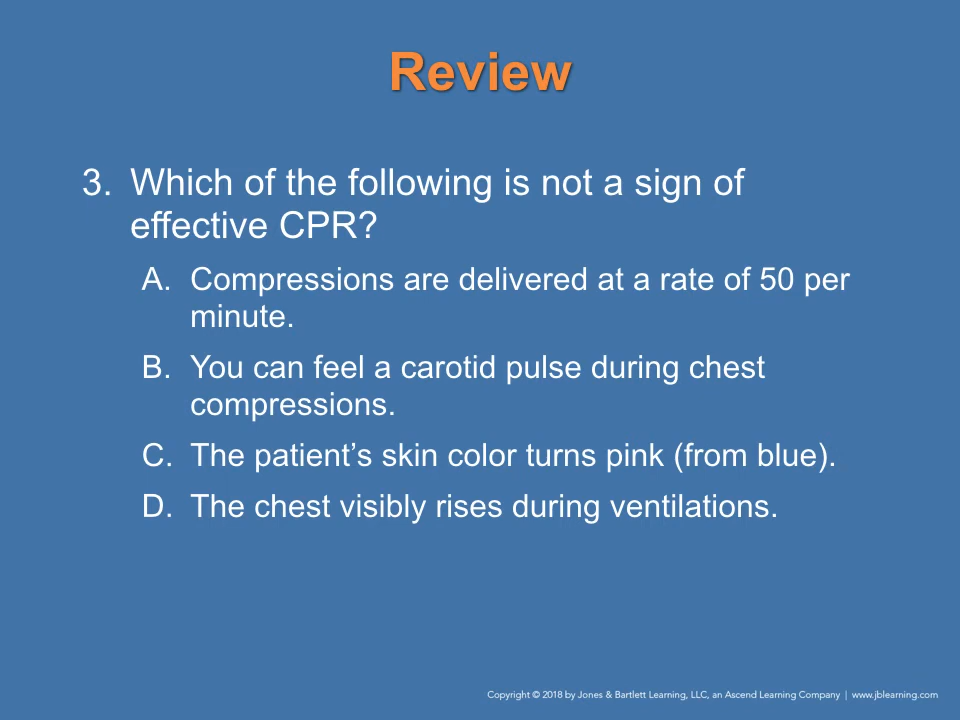 Review
3. Which of the following is not a sign of
effective CPR?
A. Compressions are delivered at a rate of 50 per
minute.
B. You can feel a carotid pulse during chest
compressions.
C. The patient’s skin color turns pink (from blue).
D. The chest visibly rises during ventilations.
Copyright © 2018 by Jones & Bartlett Learning, LLC, an Ascend Learning Company | www.jblearning.com